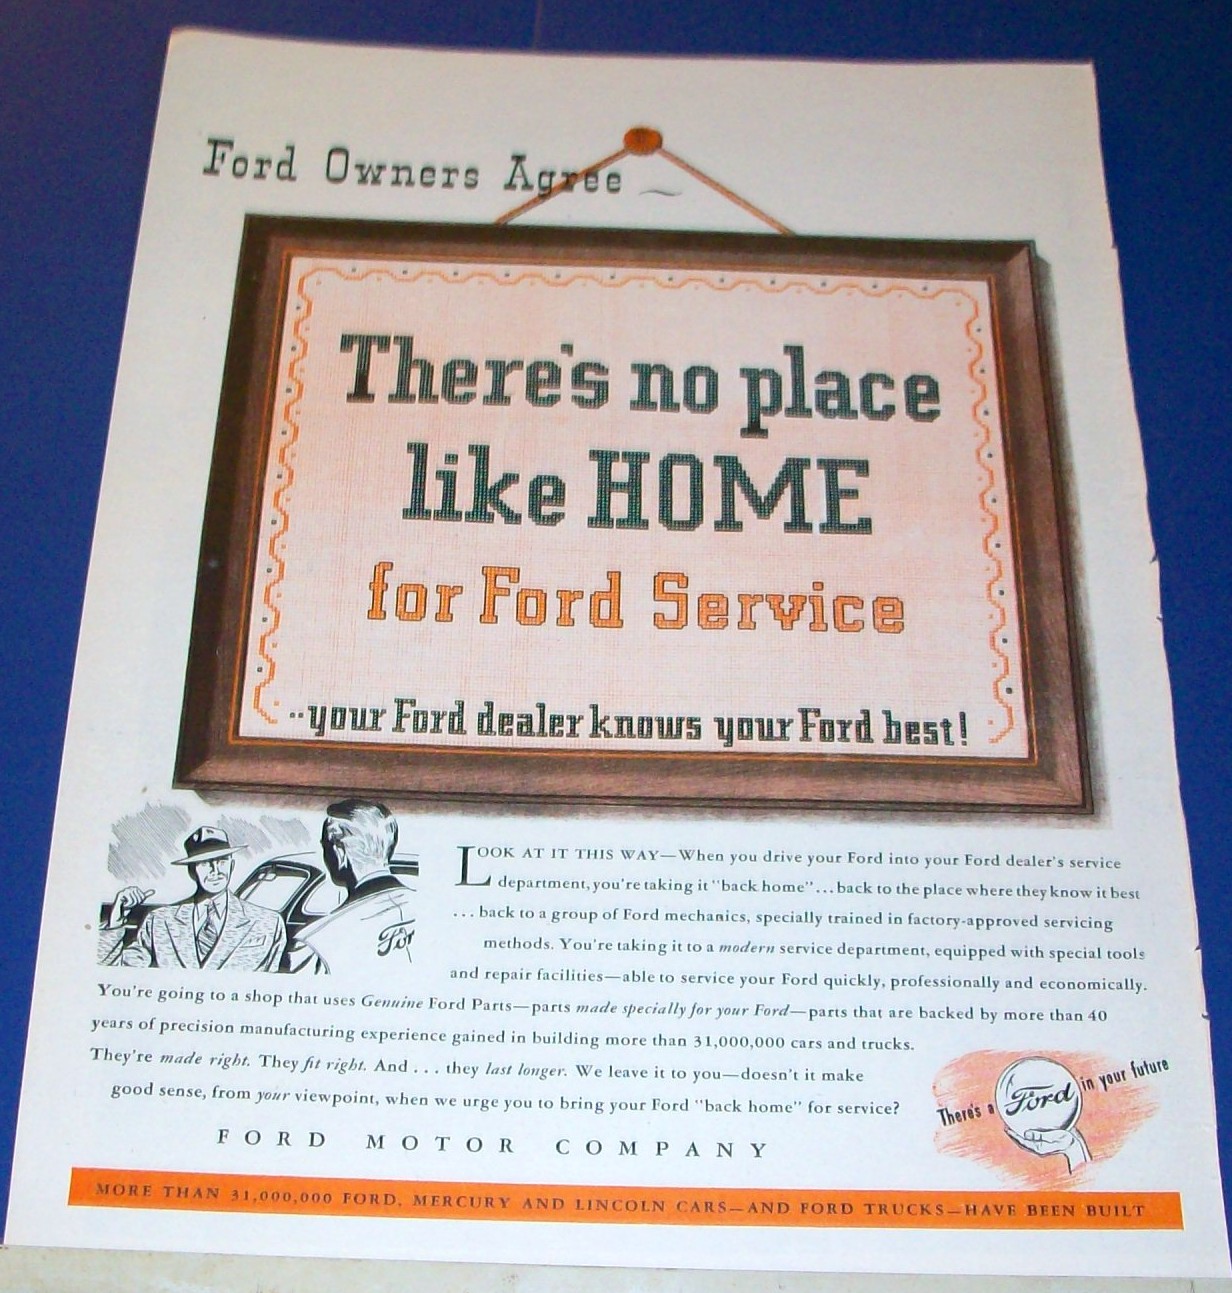 Ford Owners Agree
There's no place
like HOME
for Ford Service
..your Ford dealer knows your Ford best!
LOOK AT IT THIS WAY—When you drive your Ford into your Ford dealer's service
department, you're taking it "back home"...back to the place where they know it best
...back to a group of Ford mechanics, specially trained in factory-approved servicing
methods. You're taking it to a modern service department, equipped with special tools
and repair facilities—able to service your Ford quickly, professionally and economically.
You're going to a shop that uses Genuine Ford Parts—parts made specially for your Ford—parts that are backed by more than 40
years of precision manufacturing experience gained in building more than 31,000,000 cars and trucks.
They're made right. They fit right. And ... they last longer. We leave it to you—doesn't it make
good sense, from your viewpoint, when we urge you to bring your Ford "back home" for service?
For
There's a Ford in your future
FORD MOTOR COMPANY
MORE THAN 31,000,000 FORD, MERCURY AND LINCOLN CARS—AND FORD TRUCKS—HAVE BEEN BUILT